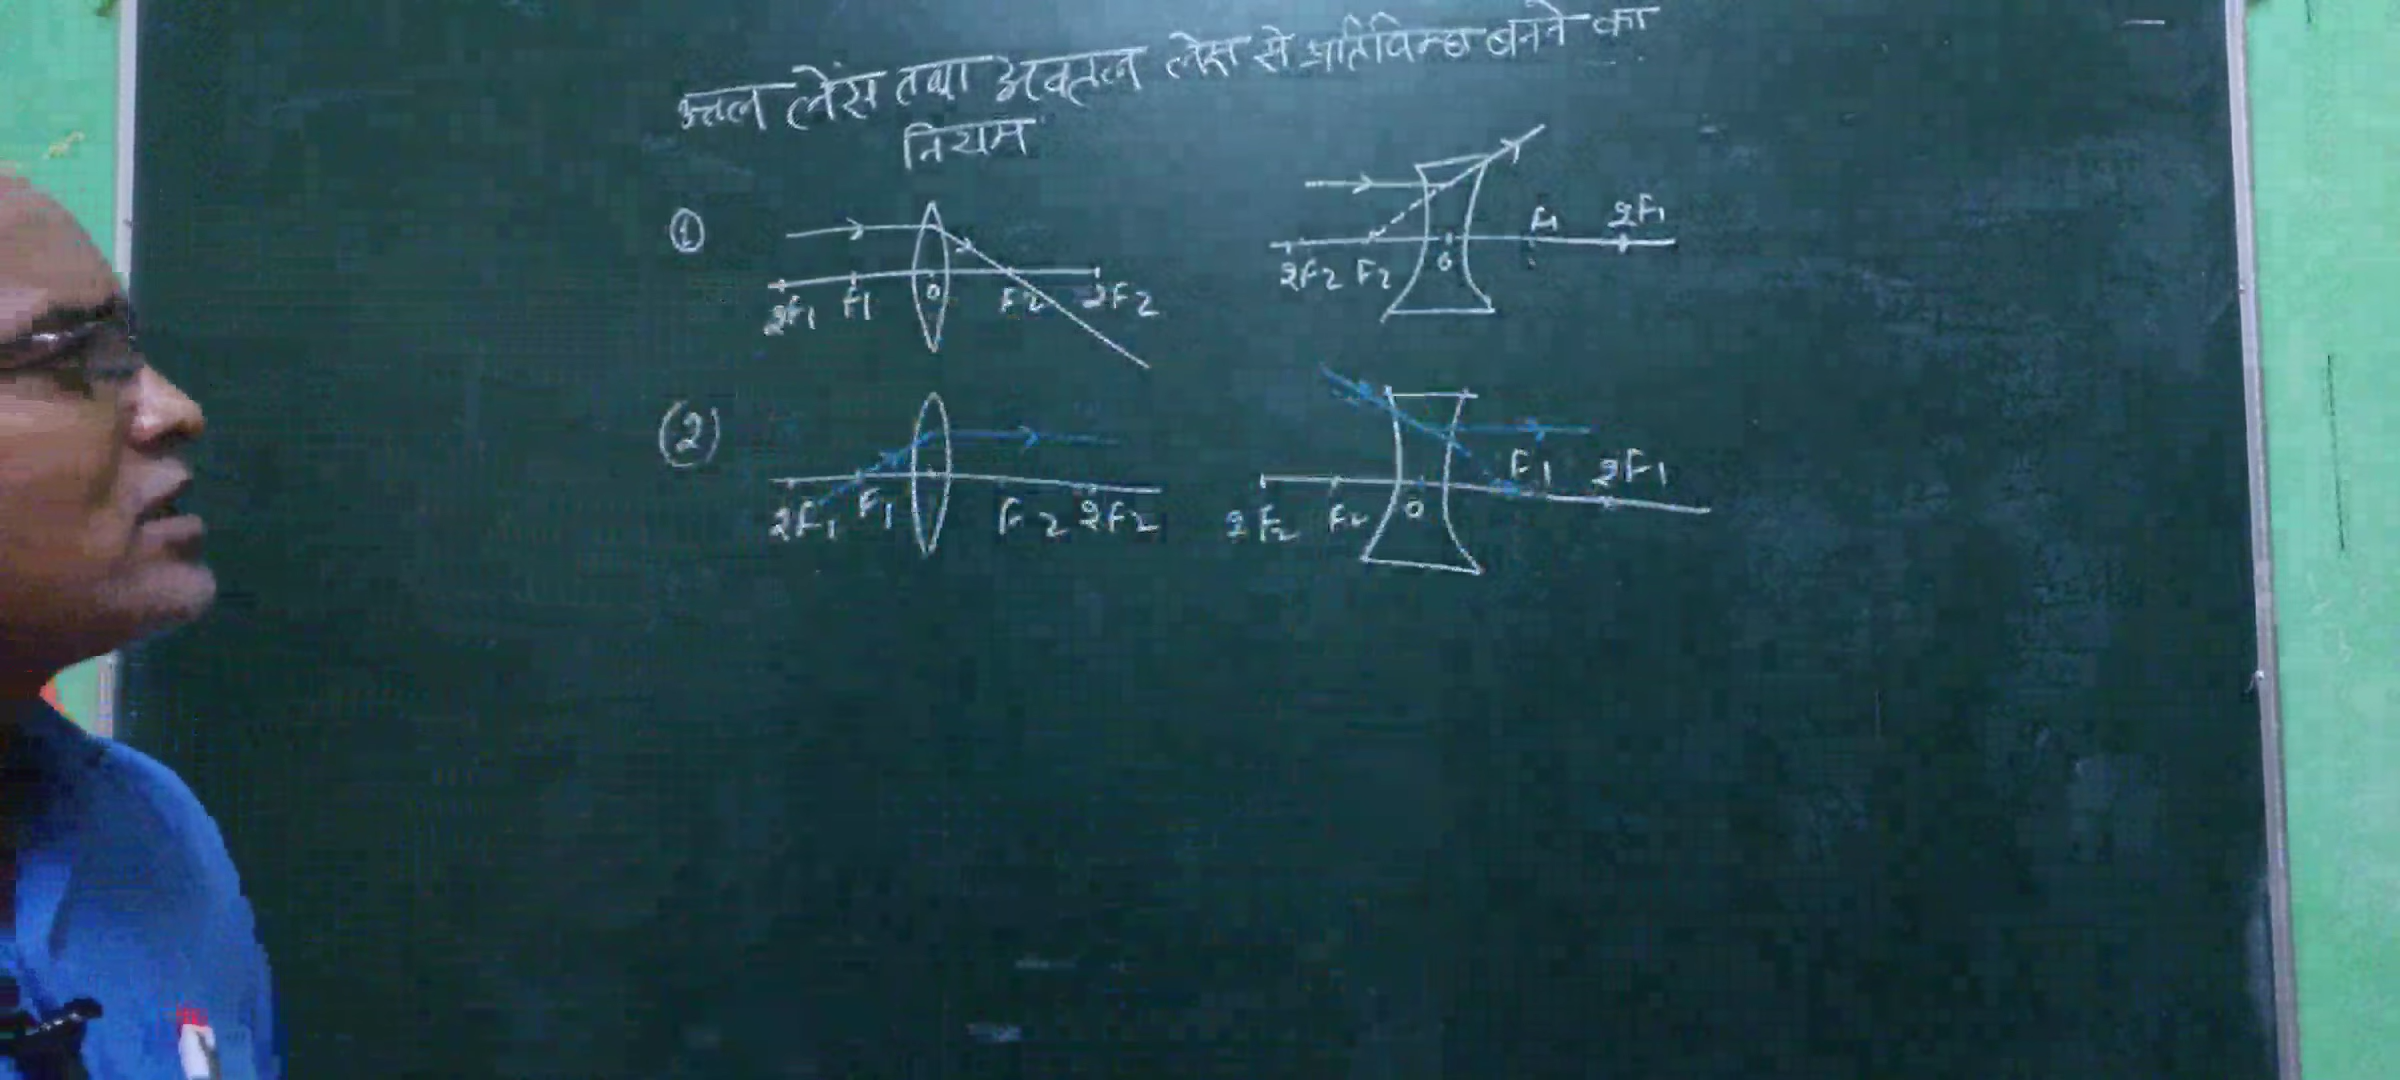 उत्तल लेंस तथा अवतल लेंस से प्रतिविम्ब बनने का
नियम
① 2F1 F1 O F2 2F2
2F2 F2 O F1 2F1
(2) 2F1 F1 F2 2F2
2F2 F2 O F1 2F1